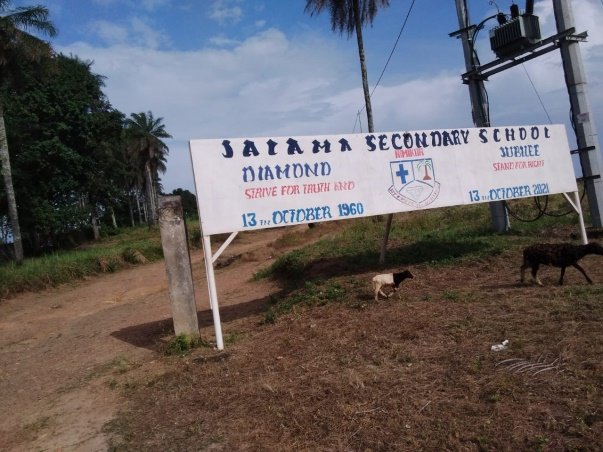 JAIAMA SECONDARY SCHOOL
DIAMOND JUBILEE
STRIVE FOR TRUTH AND STAND FOR RIGHT
13TH OCTOBER 1960 13TH OCTOBER 2021